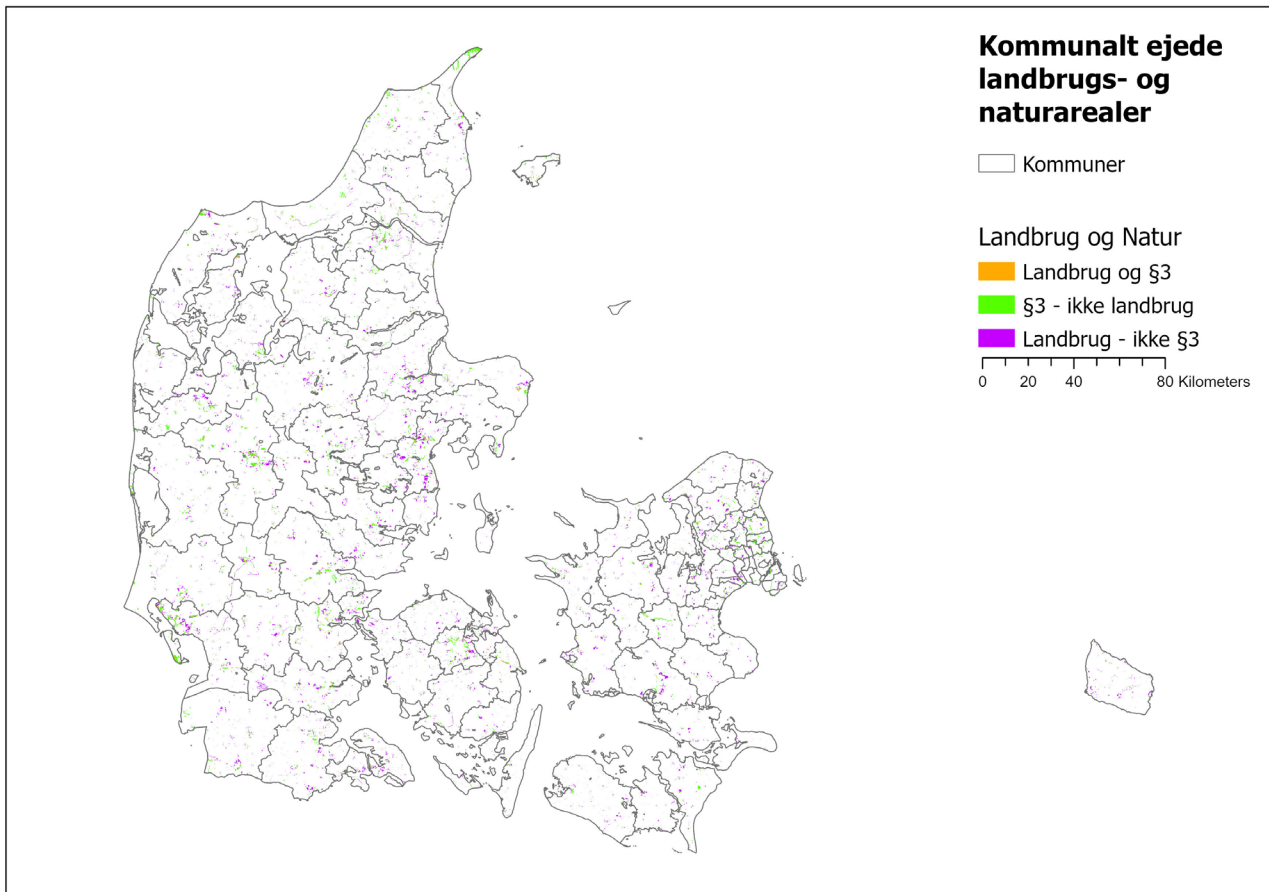 Kommunalt ejede
landbrugs- og
naturarealer
Kommuner
Landbrug og Natur
Landbrug og §3
§3 - ikke landbrug
Landbrug - ikke §3
0 20 40 80 Kilometers